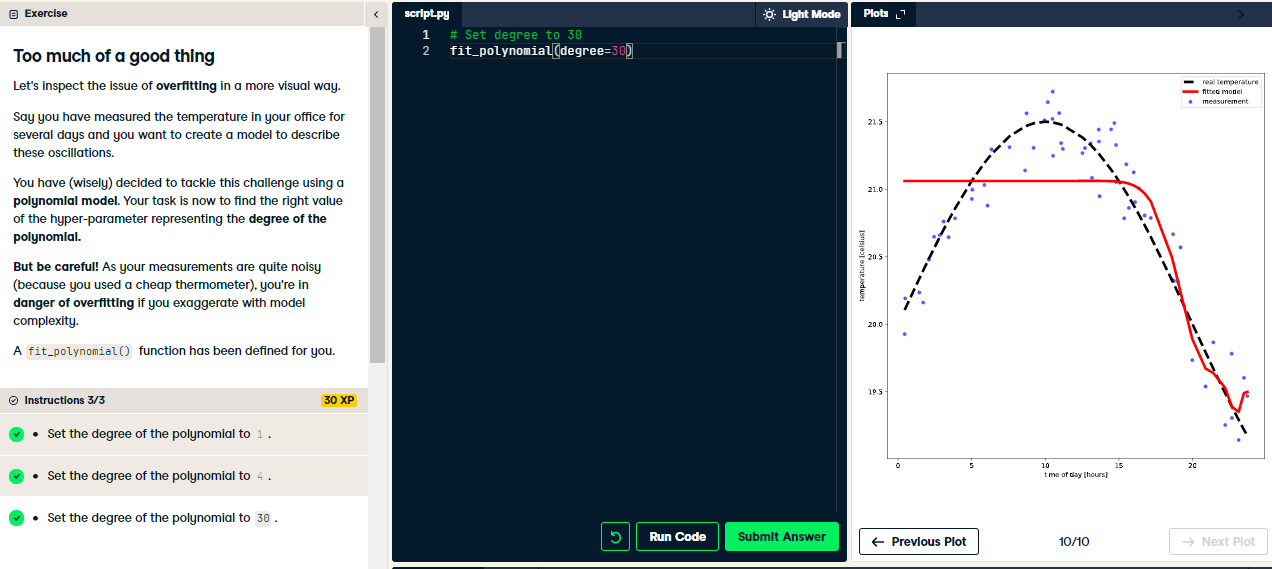 Exercise
Too much of a good thing
Let's inspect the issue of overfitting in a more visual way.
Say you have measured the temperature in your office for
several days and you want to create a model to describe
these oscillations.
You have (wisely) decided to tackle this challenge using a
polynomial model. Your task is now to find the right value
of the hyper-parameter representing the degree of the
polynomial.
But be careful! As your measurements are quite noisy
(because you used a cheap thermometer), you're in
danger of overfitting if you exaggerate with model
complexity.
A fit_polynomial() function has been defined for you.
Instructions 3/3
30 XP
Set the degree of the polynomial to 1.
Set the degree of the polynomial to 4.
Set the degree of the polynomial to 30.
script.py
Light Mode
1 # Set degree to 30
2 fit_polynomial(degree=30)
Run Code
Submit Answer
Plots
real temperature
fitted model
measurement
temperature [celsius]
21.5
21.0
20.5
20.0
19.5
0 5 10 15 20
t me of day [hours]
Previous Plot
10/10
Next Plot